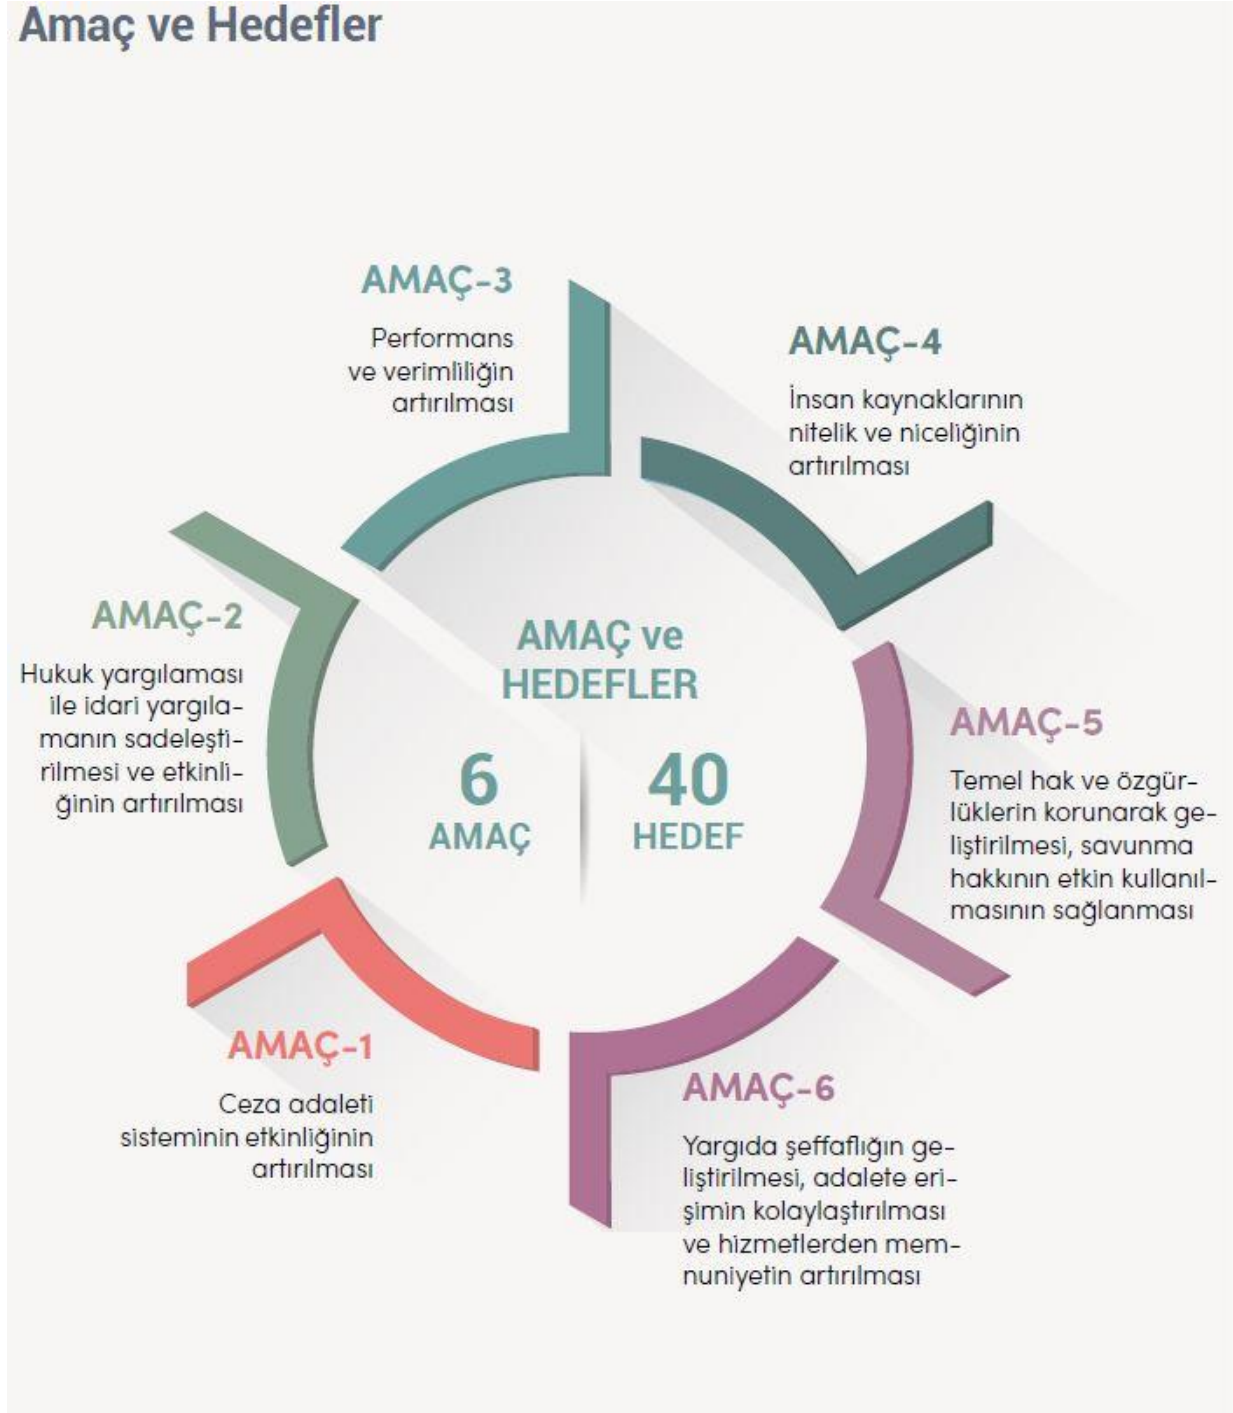 Amaç ve Hedefler
AMAÇ-3
Performans
ve verimliliğin
artırılması
AMAÇ-4
İnsan kaynaklarının
nitelik ve niceliğinin
artırılması
AMAÇ-2
Hukuk yargılaması
ile idari yargıla-
manın sadeleşti-
rilmesi ve etkinli-
ğinin artırılması
AMAÇ ve
HEDEFLER
6
AMAÇ
40
HEDEF
AMAÇ-5
Temel hak ve özgür-
lüklerin korunarak ge-
liştirilmesi, savunma
hakkının etkin kullanıl-
masının sağlanması
AMAÇ-1
Ceza adaleti
sisteminin etkinliğinin
artırılması
AMAÇ-6
Yargıda şeffaflığın ge-
liştirilmesi, adalete eri-
şimin kolaylaştırılması
ve hizmetlerden mem-
nuniyetin artırılması